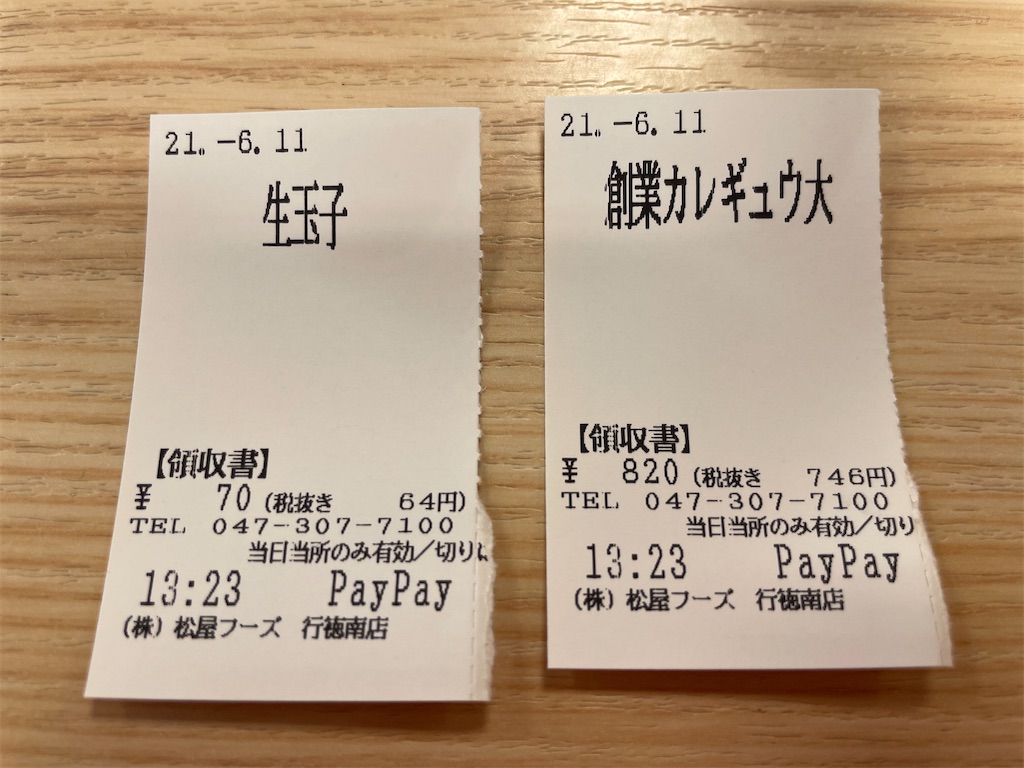 21. -6.11
生玉子
【領収書】
¥ 70 (税抜き 64円)
TEL 047-307-7100
当日当所のみ有効/切り
13:23 PayPay
(株) 松屋フーズ 行徳南店
21. -6.11
創業カレギュウ大
【領収書】
¥ 820 (税抜き 746円)
TEL 047-307-7100
当日当所のみ有効/切り
13:23 PayPay
(株) 松屋フーズ 行徳南店